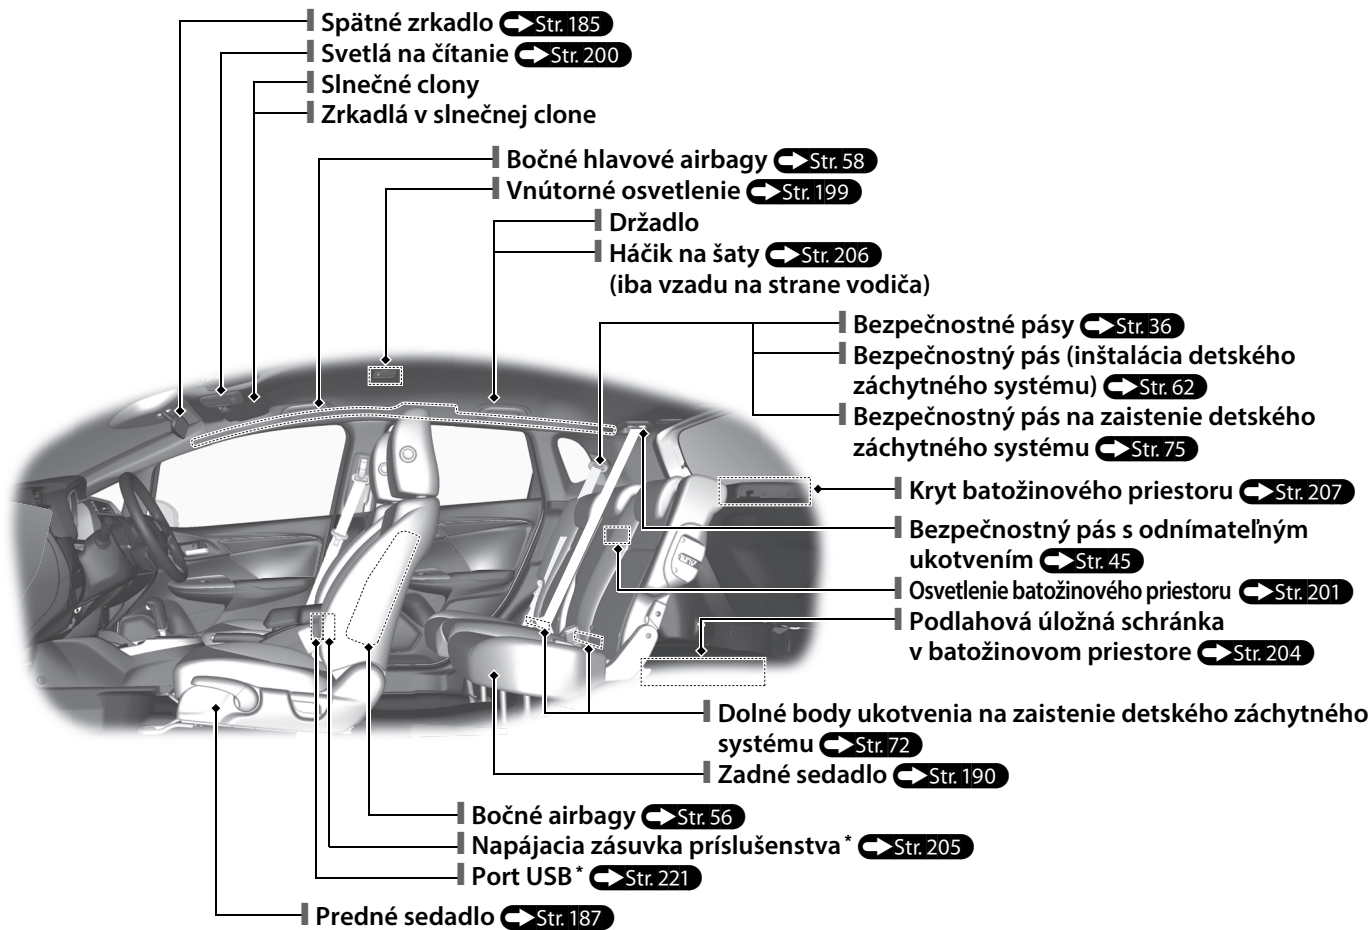 Spätné zrkadlo Str. 185
Svetlá na čítanie Str. 200
Slnečné clony
Zrkadlá v slnečnej clone
Bočné hlavové airbagy Str. 58
Vnútorné osvetlenie Str. 199
Držadlo
Háčik na šaty Str. 206
(iba vzadu na strane vodiča)
Bezpečnostné pásy Str. 36
Bezpečnostný pás (inštalácia detského
záchytného systému) Str. 62
Bezpečnostný pás na zaistenie detského
záchytného systému Str. 75
Kryt batožinového priestoru Str. 207
Bezpečnostný pás s odnímateľným
ukotvením Str. 45
Osvetlenie batožinového priestoru Str. 201
Podlahová úložná schránka
v batožinovom priestore Str. 204
Dolné body ukotvenia na zaistenie detského záchytného
systému Str. 72
Zadné sedadlo Str. 190
Bočné airbagy Str. 56
Napájacia zásuvka príslušenstva* Str. 205
Port USB* Str. 221
Predné sedadlo Str. 187